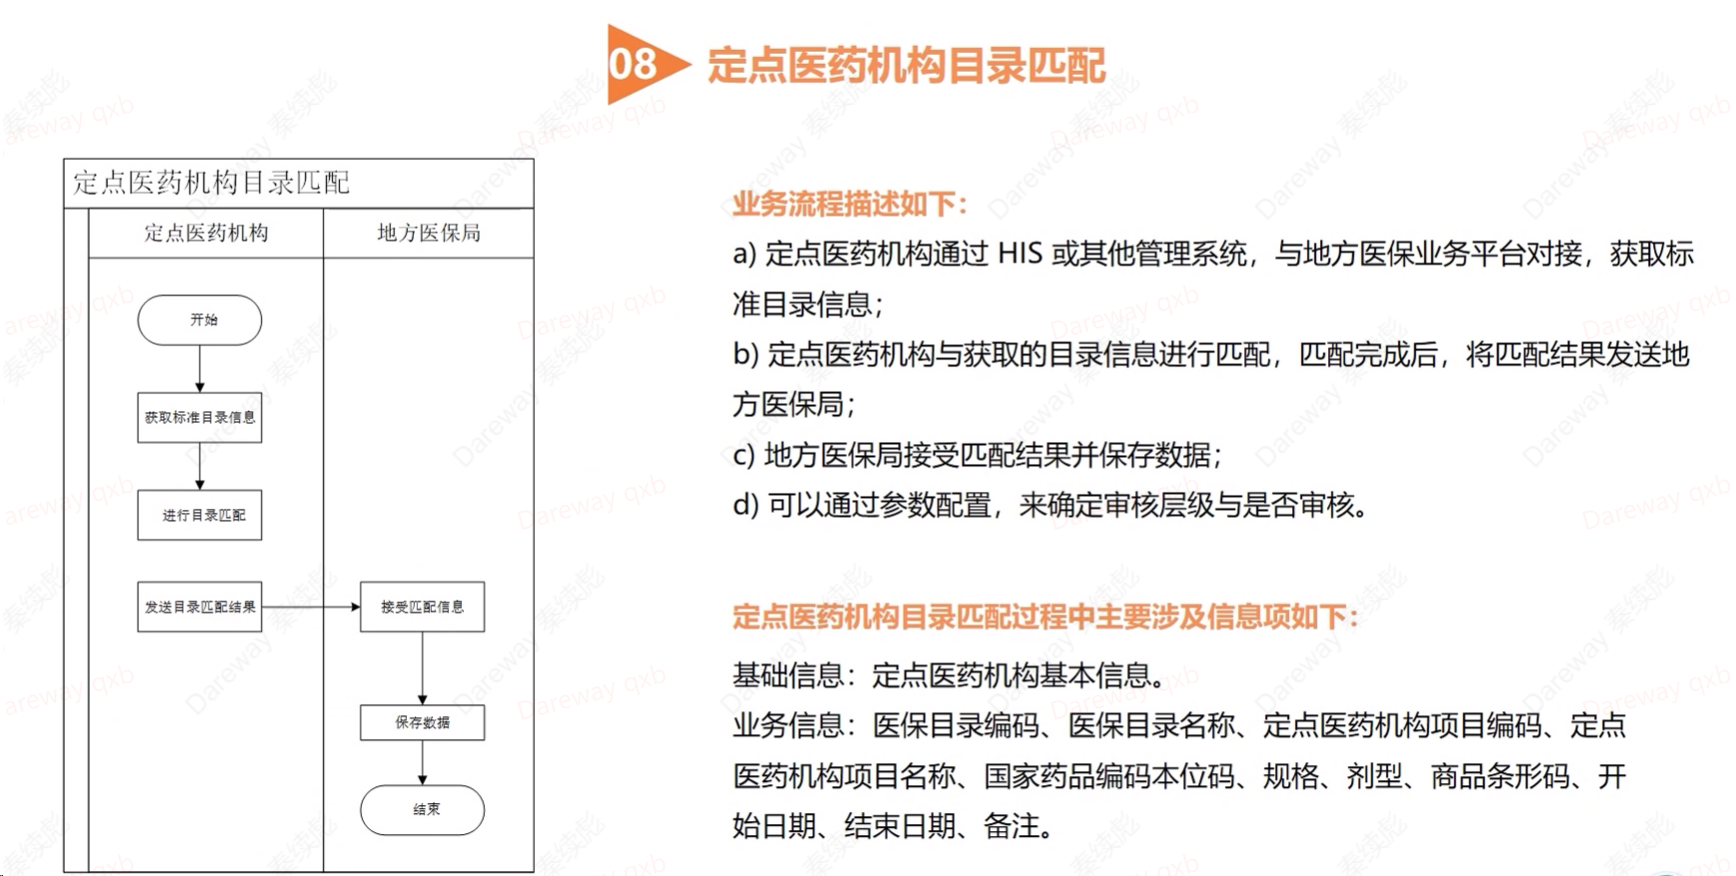 08
定点医药机构目录匹配
定点医药机构目录匹配
定点医药机构
地方医保局
开始
获取标准目录信息
进行目录匹配
发送目录匹配结果
接受匹配信息
保存数据
结束
业务流程描述如下：
a) 定点医药机构通过 HIS 或其他管理系统，与地方医保业务平台对接，获取标
准目录信息；
b) 定点医药机构与获取的目录信息进行匹配，匹配完成后，将匹配结果发送地
方医保局；
c) 地方医保局接受匹配结果并保存数据；
d) 可以通过参数配置，来确定审核层级与是否审核。
定点医药机构目录匹配过程中主要涉及信息项如下：
基础信息：定点医药机构基本信息。
业务信息：医保目录编码、医保目录名称、定点医药机构项目编码、定点
医药机构项目名称、国家药品编码本位码、规格、剂型、商品条形码、开
始日期、结束日期、备注。
Dareway 秦续彪
Dareway qxb